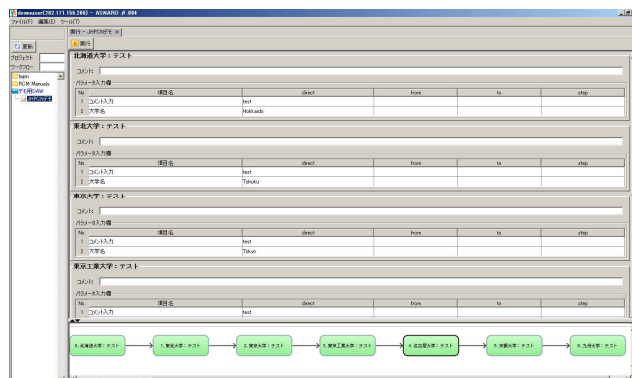 demouser(202.171.159.206) - ASNARO β.004
ファイル(F) 編集(E) ツール(T)
実行 - JHPCNデモ ×
更新
実行
プロジェクト
ワークフロー
login
RCM Manuals
デモ用DAW
JHPCNデモ
北海道大学：テスト
コメント
パラメータ入力欄
No. 項目名 direct from to step
1 コメント入力 test
2 大学名 Hokkaido
東北大学：テスト
コメント
パラメータ入力欄
No. 項目名 direct from to step
1 コメント入力 test
2 大学名 Tohoku
東京大学：テスト
コメント
パラメータ入力欄
No. 項目名 direct from to step
1 コメント入力 test
2 大学名 Tokyo
東京工業大学：テスト
コメント
パラメータ入力欄
No. 項目名 direct from to step
1 コメント入力 test
0. 北海道大学：テスト 1. 東北大学：テスト 2. 東京大学：テスト 3. 東京工業大学：テスト 4. 名古屋大学：テスト 5. 京都大学：テスト 6. 九州大学：テスト